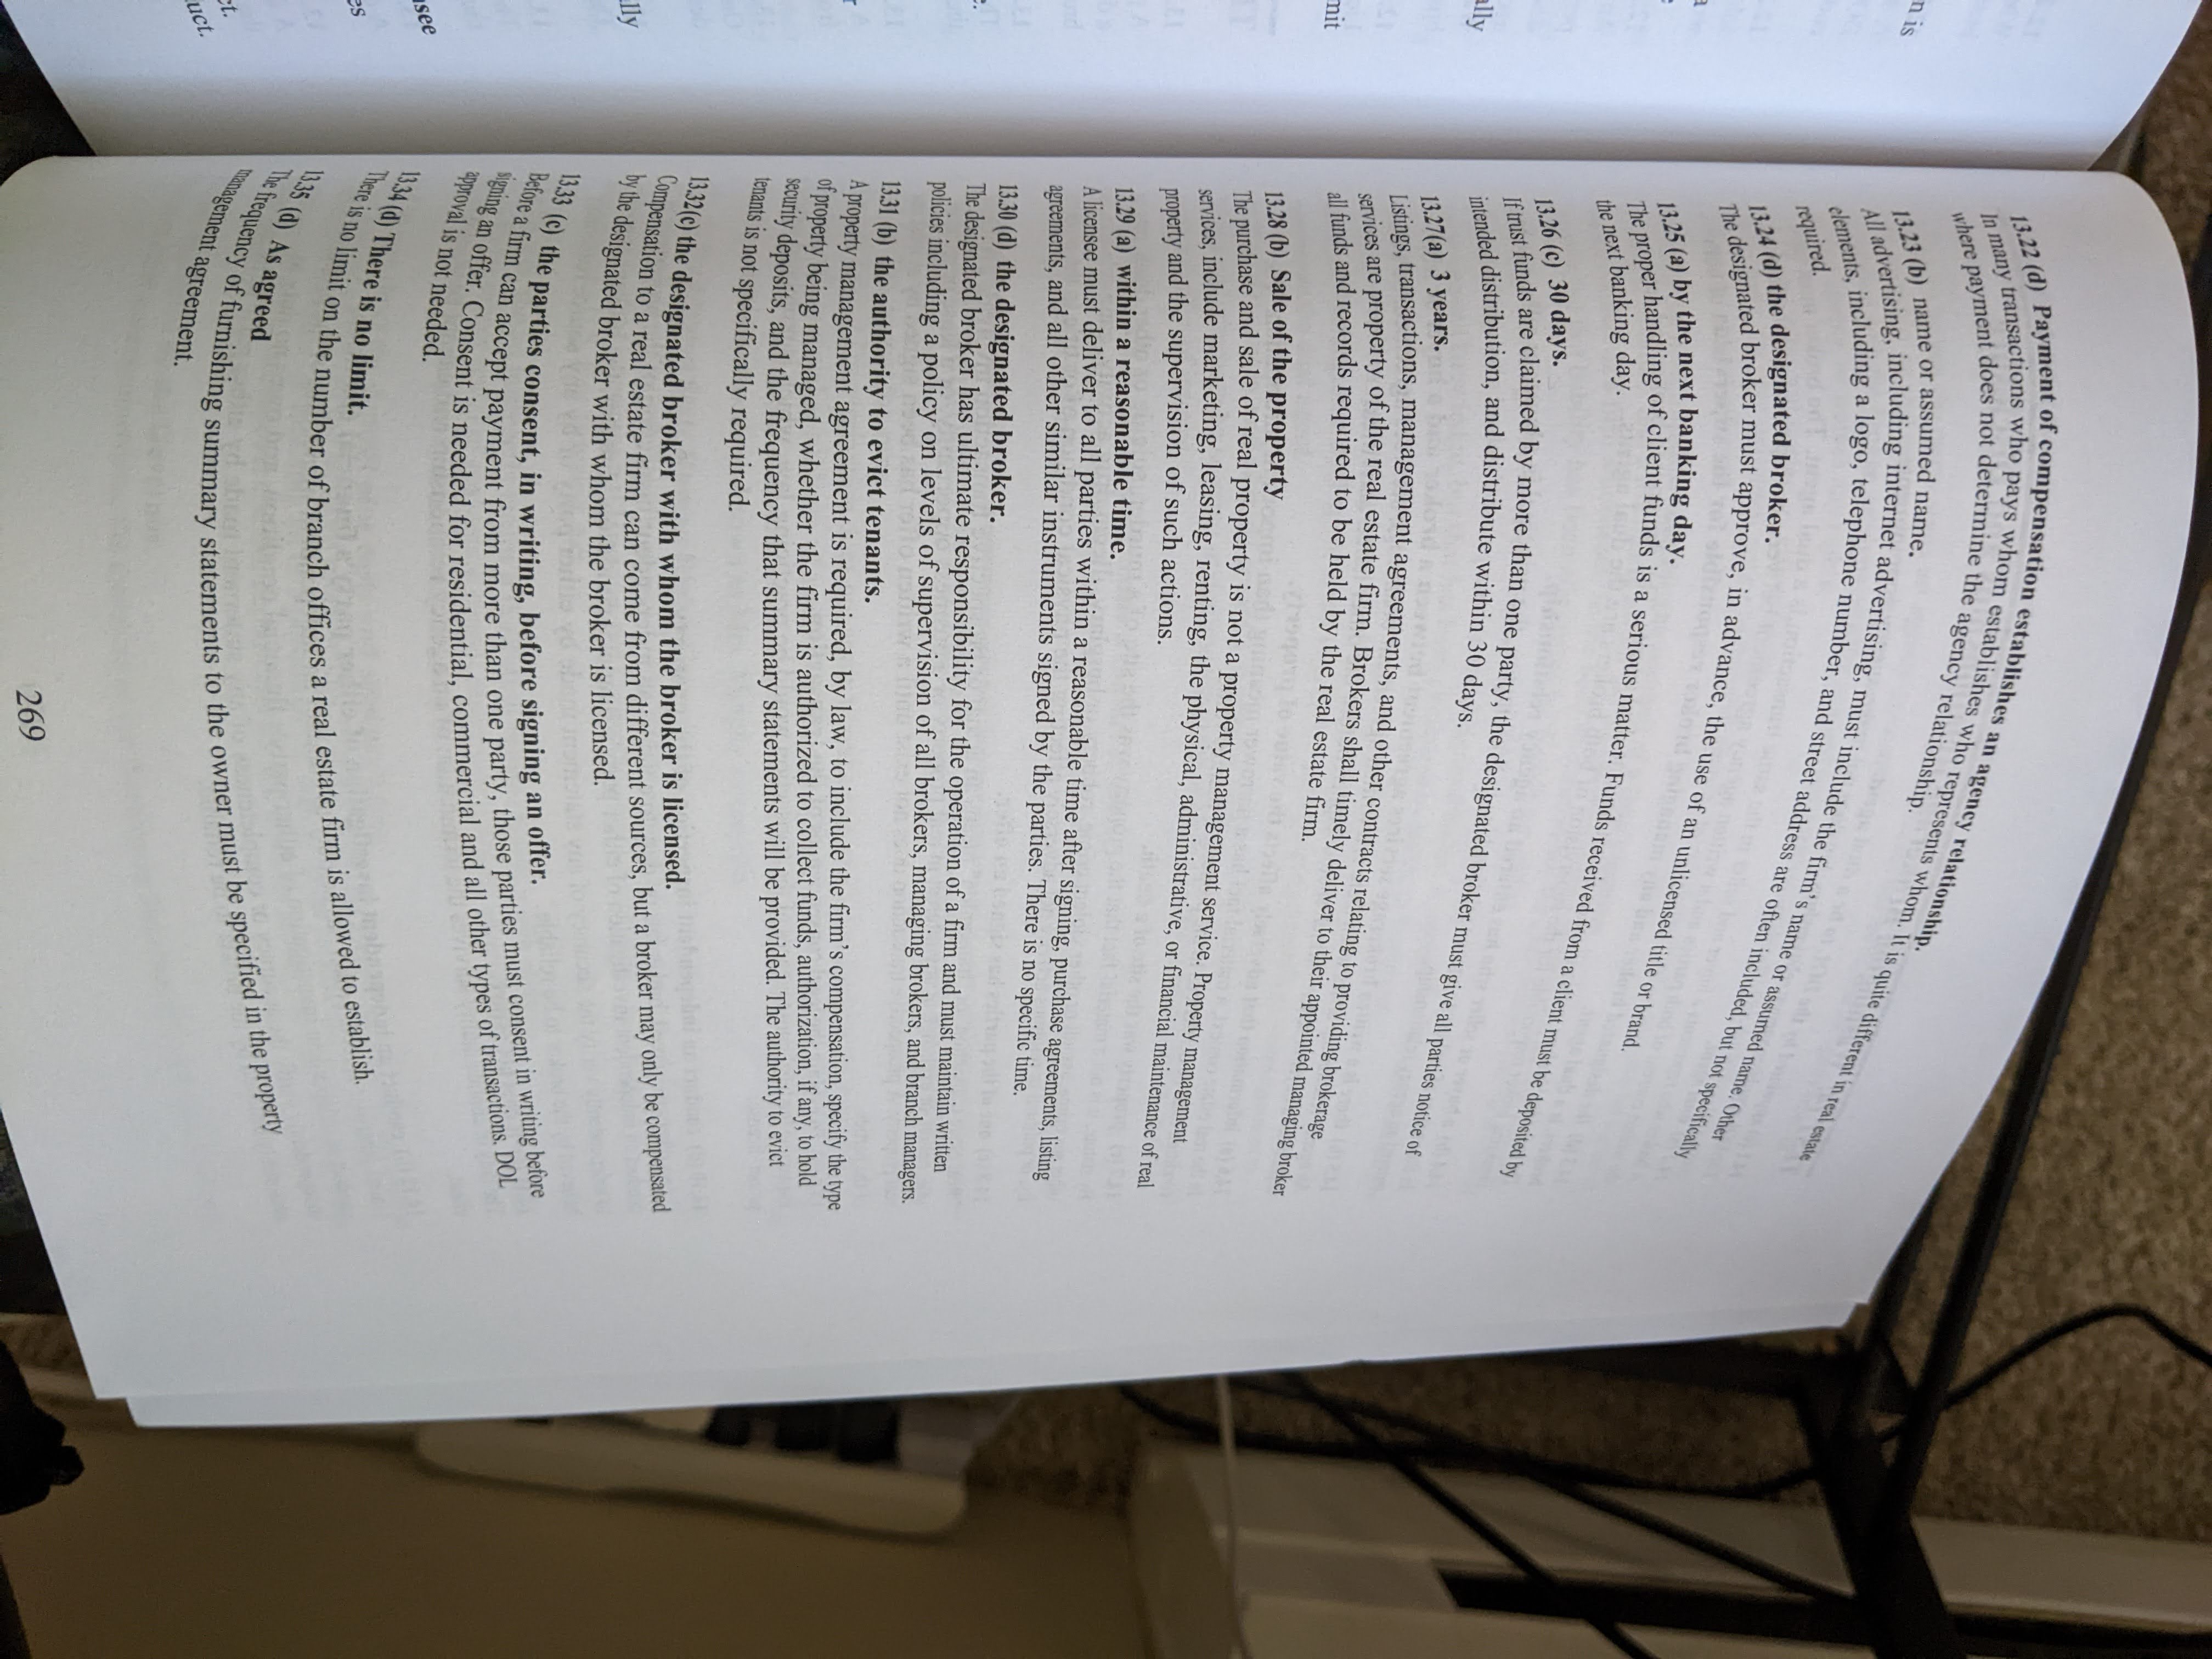 n is
ally
mit
ally
see
es
ct.
uct.
13.22 (d) Payment of compensation establishes an agency relationship.
In many transactions who pays whom establishes who represents whom. It is quite different in real estate
where payment does not determine the agency relationship.
13.23 (b) name or assumed name.
All advertising, including internet advertising, must include the firm's name or assumed name. Other
elements, including a logo, telephone number, and street address are often included, but not specifically
required.
13.24 (d) the designated broker.
The designated broker must approve, in advance, the use of an unlicensed title or brand.
13.25 (a) by the next banking day.
The proper handling of client funds is a serious matter. Funds received from a client must be deposited by
the next banking day.
13.26 (c) 30 days.
If trust funds are claimed by more than one party, the designated broker must give all parties notice of
intended distribution, and distribute within 30 days.
13.27(a) 3 years.
Listings, transactions, management agreements, and other contracts relating to providing brokerage
services are property of the real estate firm. Brokers shall timely deliver to their appointed managing broker
all funds and records required to be held by the real estate firm.
13.28 (b) Sale of the property
The purchase and sale of real property is not a property management service. Property management
services, include marketing, leasing, renting, the physical, administrative, or financial maintenance of real
property and the supervision of such actions.
13.29 (a) within a reasonable time.
A licensee must deliver to all parties within a reasonable time after signing, purchase agreements, listing
agreements, and all other similar instruments signed by the parties. There is no specific time.
13.30 (d) the designated broker.
The designated broker has ultimate responsibility for the operation of a firm and must maintain written
policies including a policy on levels of supervision of all brokers, managing brokers, and branch managers.
13.31 (b) the authority to evict tenants.
A property management agreement is required, by law, to include the firm's compensation, specify the type
of property being managed, whether the firm is authorized to collect funds, authorization, if any, to hold
security deposits, and the frequency that summary statements will be provided. The authority to evict
tenants is not specifically required.
13.32(c) the designated broker with whom the broker is licensed.
Compensation to a real estate firm can come from different sources, but a broker may only be compensated
by the designated broker with whom the broker is licensed.
13.33 (c) the parties consent, in writing, before signing an offer.
Before a firm can accept payment from more than one party, those parties must consent in writing before
signing an offer. Consent is needed for residential, commercial and all other types of transactions. DOL
approval is not needed.
13.34 (d) There is no limit.
There is no limit on the number of branch offices a real estate firm is allowed to establish.
13.35 (d) As agreed
The frequency of furnishing summary statements to the owner must be specified in the property
management agreement.
269